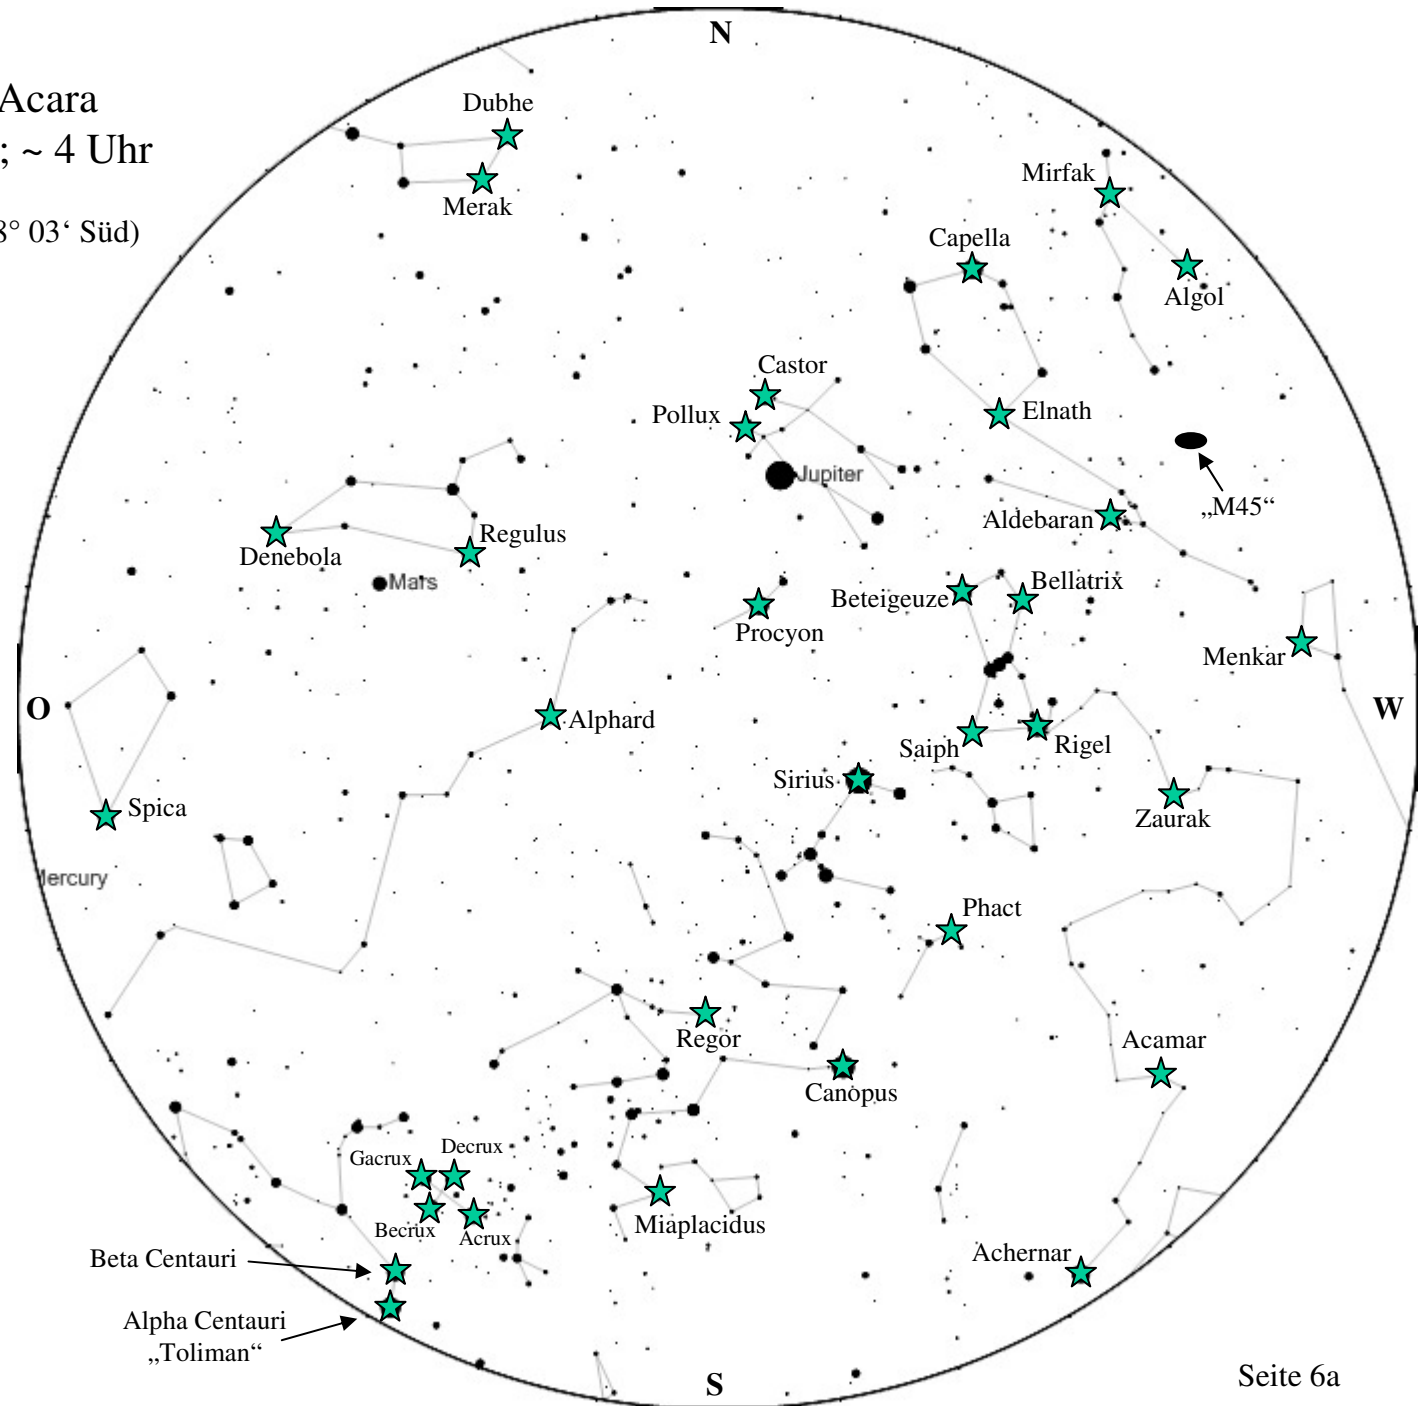 N
Acara
; ~ 4 Uhr
8° 03‘ Süd)
Dubhe
Merak
Mirfak
Capella
Algol
Castor
Pollux
Elnath
Jupiter
„M45“
Aldebaran
Regulus
Denebola
Mars
Beteigeuze
Bellatrix
Procyon
Menkar
O
W
Alphard
Saiph
Rigel
Sirius
Spica
Zaurak
Mercury
Phact
Regor
Canopus
Acamar
Gacrux
Decrux
Becrux
Acrux
Miaplacidus
Beta Centauri
Achernar
Alpha Centauri
„Toliman“
S
Seite 6a